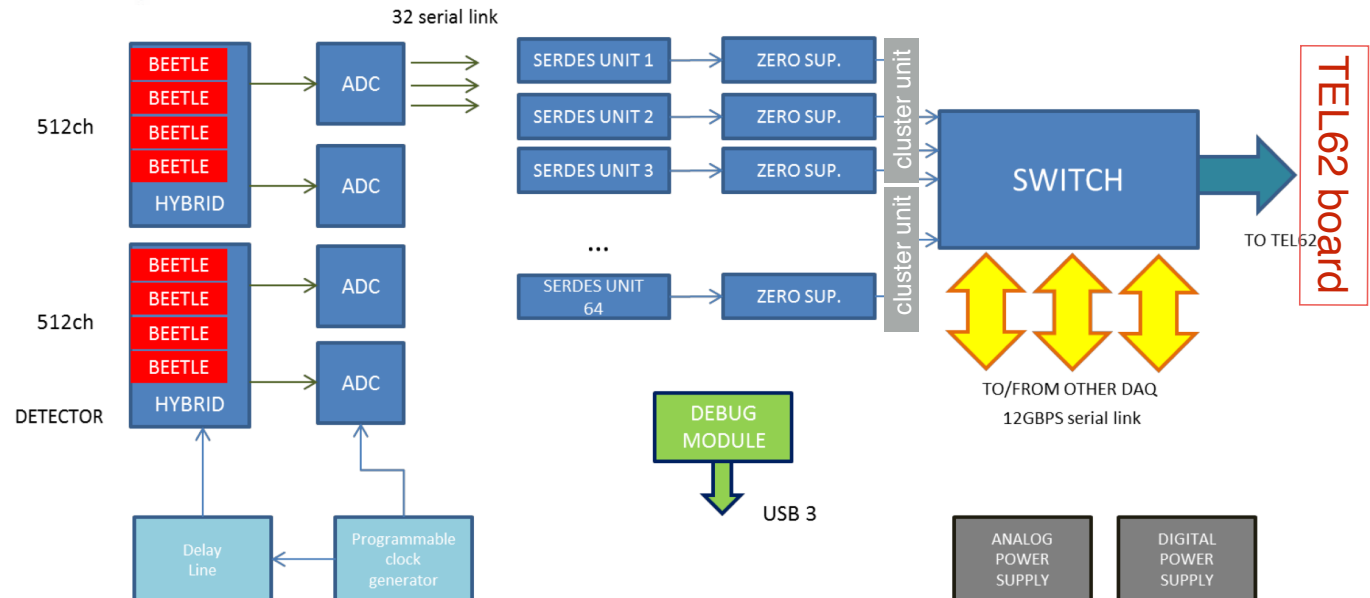 32 serial link
BEETLE
BEETLE
BEETLE
BEETLE
HYBRID
512ch
ADC
ADC
BEETLE
BEETLE
BEETLE
BEETLE
HYBRID
512ch
ADC
ADC
DETECTOR
Delay
Line
Programmable
clock
generator
SERDES UNIT 1
ZERO SUP.
SERDES UNIT 2
ZERO SUP.
SERDES UNIT 3
ZERO SUP.
...
SERDES UNIT
64
ZERO SUP.
cluster unit
cluster unit
SWITCH
TO TEL62
TEL62 board
TO/FROM OTHER DAQ
12GBPS serial link
DEBUG
MODULE
USB 3
ANALOG
POWER
SUPPLY
DIGITAL
POWER
SUPPLY